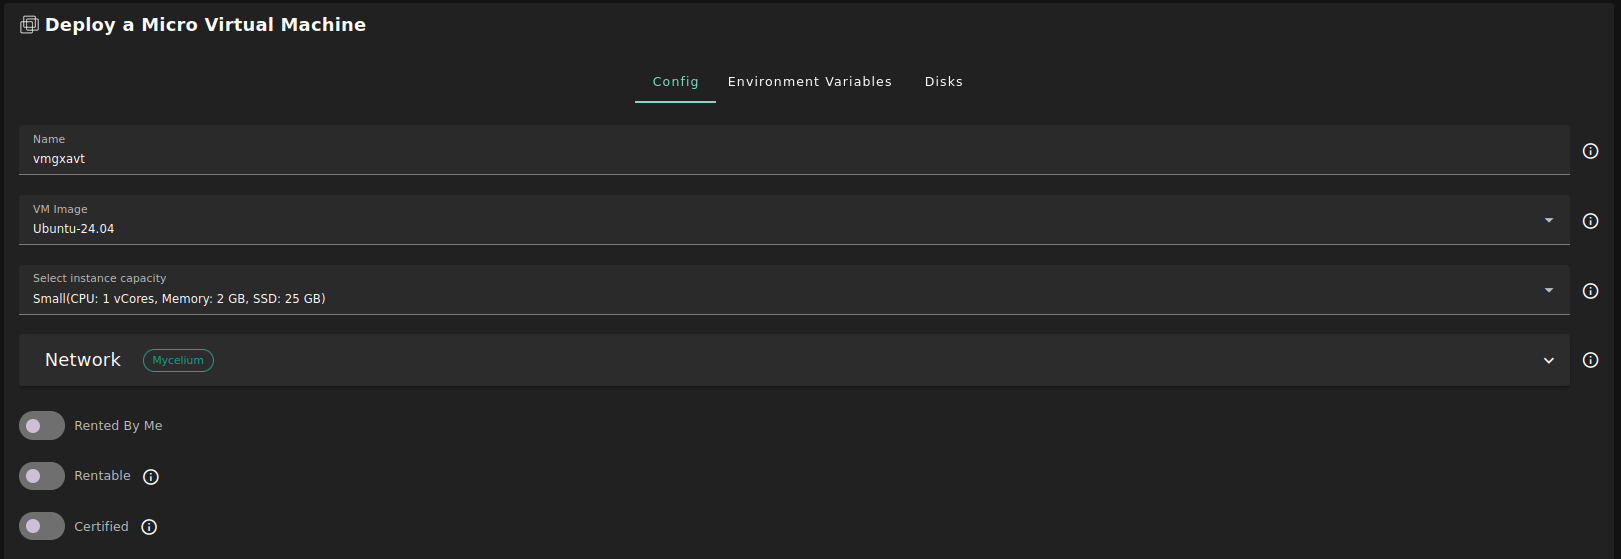 Deploy a Micro Virtual Machine
Config Environment Variables Disks
Name
vmgxavt
VM Image
Ubuntu-24.04
Select instance capacity
Small(CPU: 1 vCores, Memory: 2 GB, SSD: 25 GB)
Network Mycelium
Rented By Me
Rentable
Certified